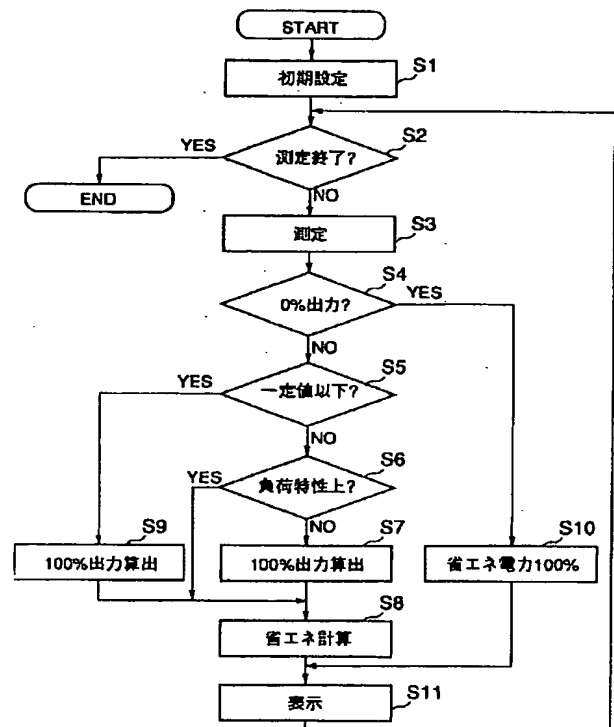 START
初期設定
S1
測定終了?
S2
YES
END
NO
測定
S3
0%出力?
S4
YES
NO
一定値以下?
S5
YES
NO
負荷特性上?
S6
YES
NO
100%出力算出
S9
100%出力算出
S7
省エネ電力100%
S10
省エネ計算
S8
表示
S11